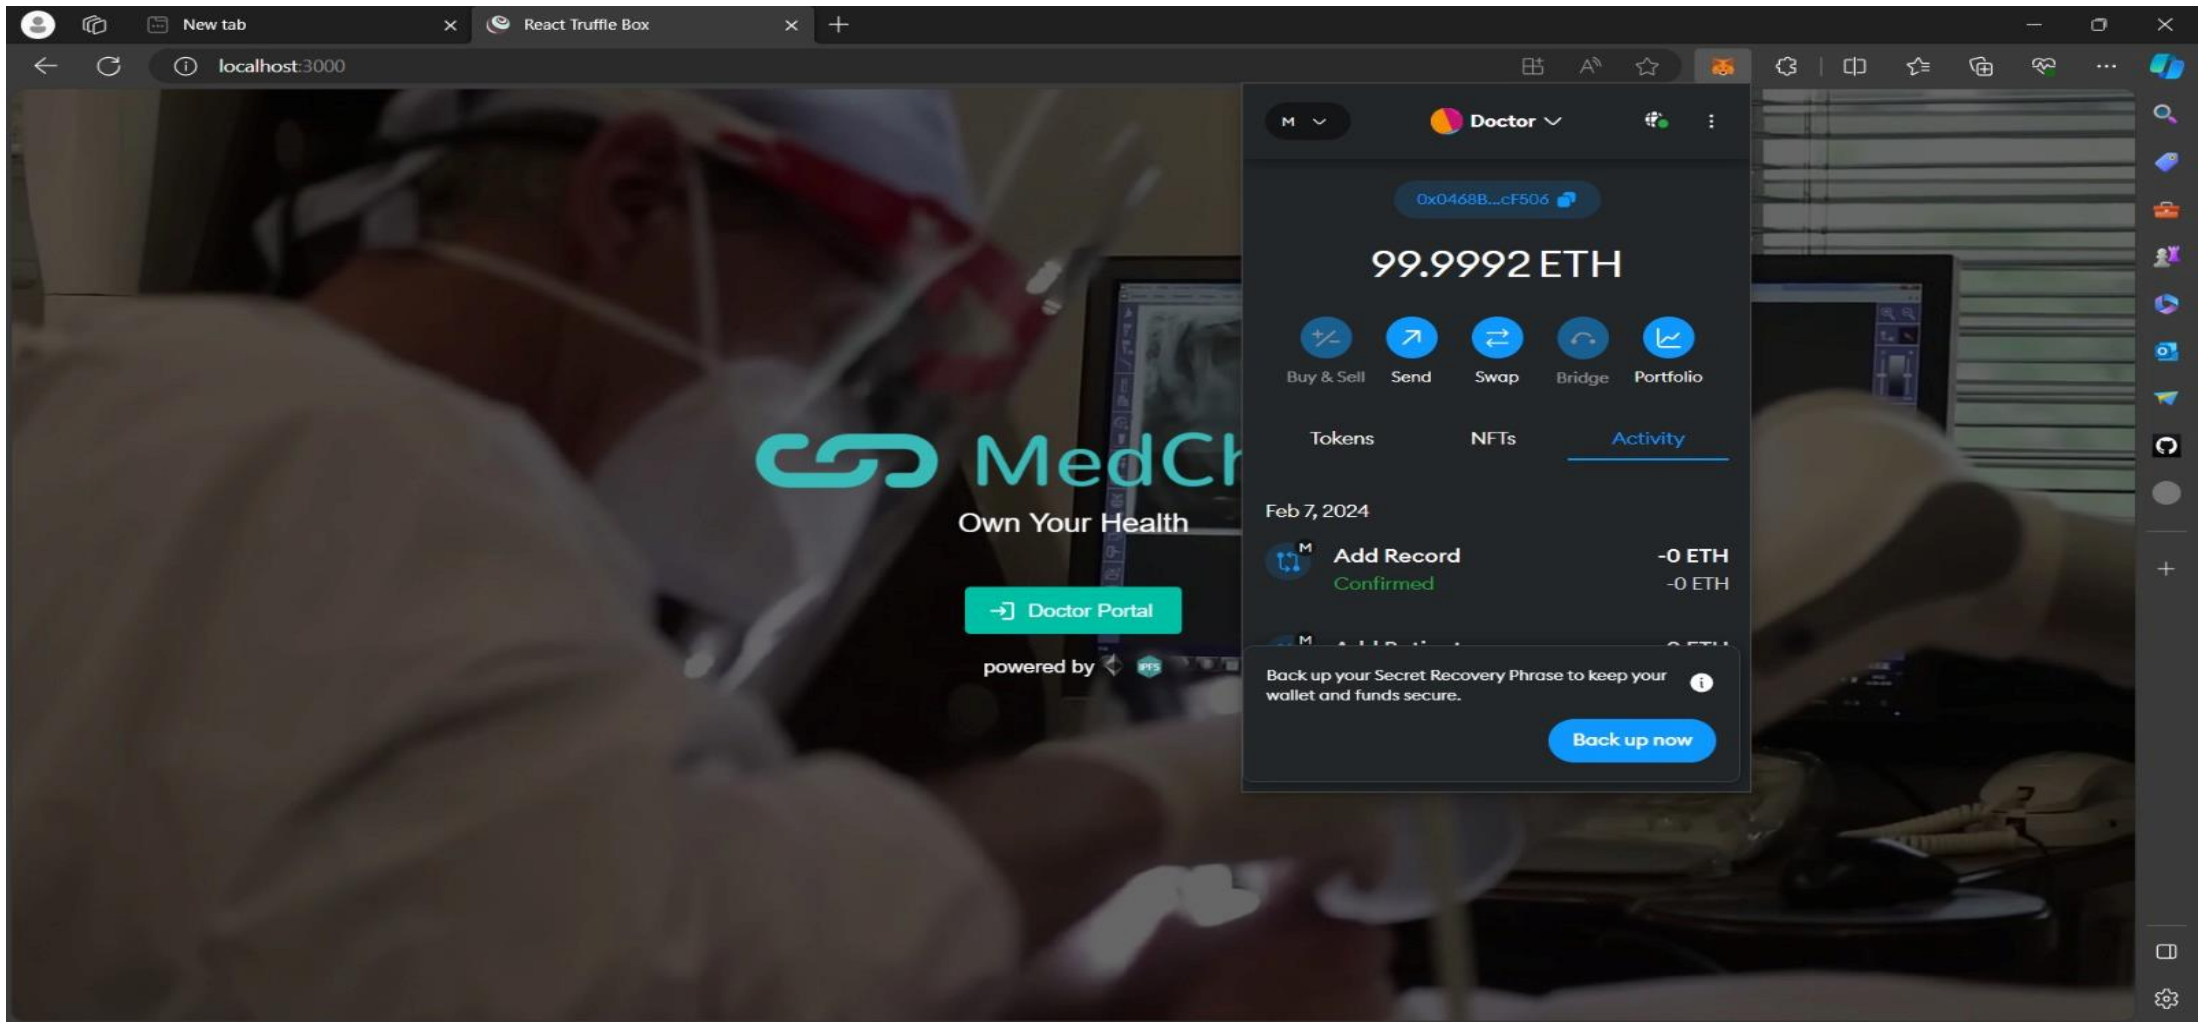 New tab
React Truffle Box
localhost:3000
M
Doctor
0x0468B...cF506
99.9992 ETH
Buy & Sell
Send
Swap
Bridge
Portfolio
Tokens
NFTs
Activity
Feb 7, 2024
M
Add Record
-0 ETH
Confirmed
-0 ETH
M
Back up your Secret Recovery Phrase to keep your
wallet and funds secure.
Back up now
MedCh
Own Your Health
Doctor Portal
powered by
IPFS